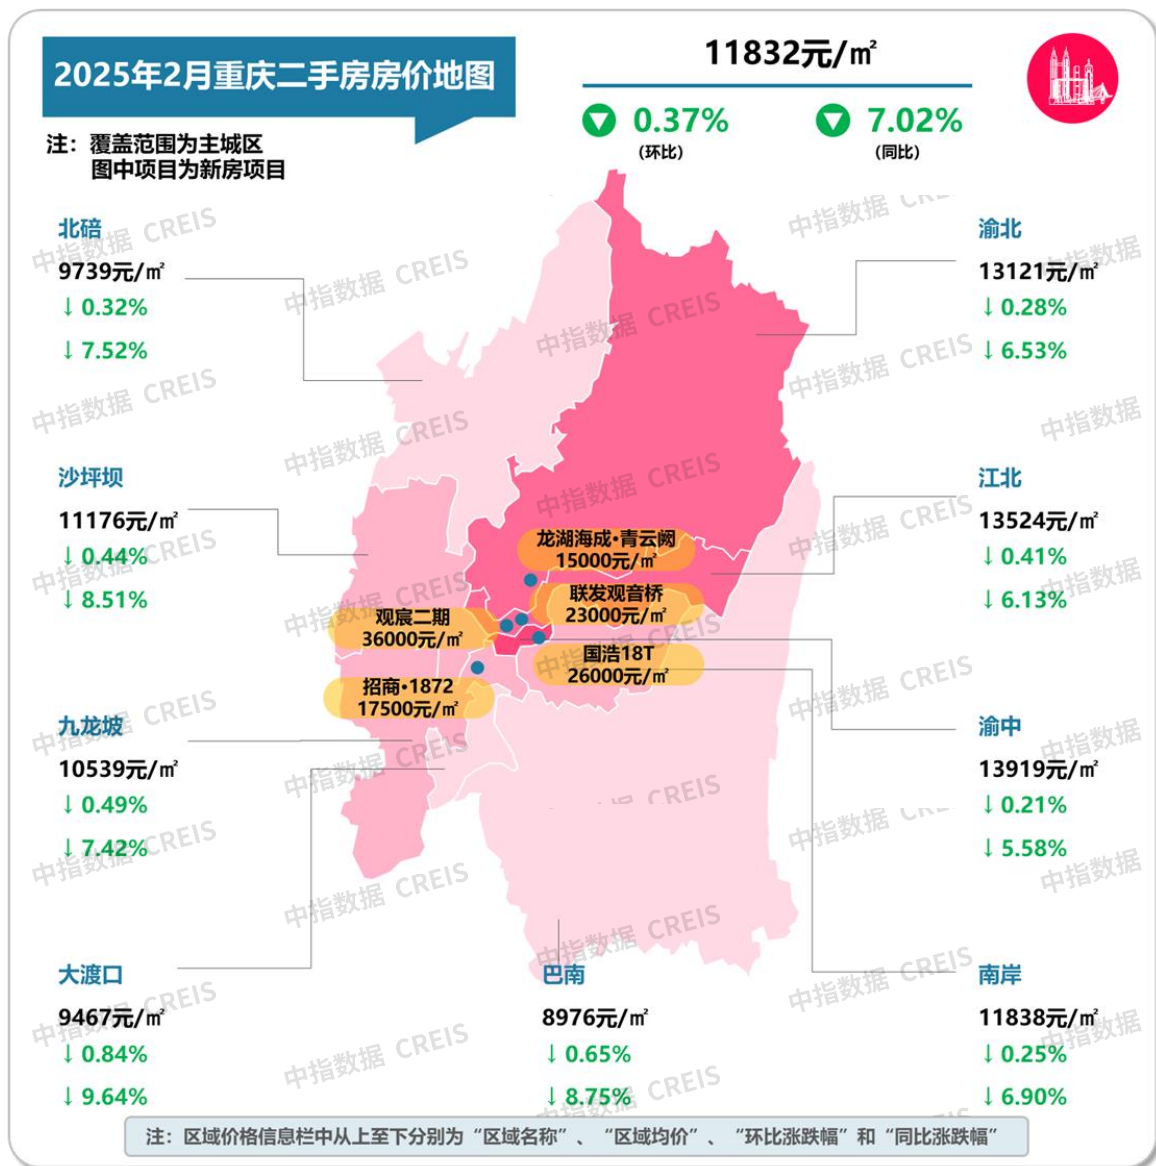 2025年2月重庆二手房房价地图
注：覆盖范围为主城区
图中项目为新房项目
11832元/㎡
0.37%
(环比)
7.02%
(同比)
北碚
9739元/㎡
↓0.32%
↓7.52%
渝北
13121元/㎡
↓0.28%
↓6.53%
沙坪坝
11176元/㎡
↓0.44%
↓8.51%
江北
13524元/㎡
↓0.41%
↓6.13%
龙湖海成·青云阙
15000元/㎡
联发观音桥
23000元/㎡
观宸二期
36000元/㎡
国浩18T
26000元/㎡
招商·1872
17500元/㎡
九龙坡
10539元/㎡
↓0.49%
↓7.42%
渝中
13919元/㎡
↓0.21%
↓5.58%
大渡口
9467元/㎡
↓0.84%
↓9.64%
巴南
8976元/㎡
↓0.65%
↓8.75%
南岸
11838元/㎡
↓0.25%
↓6.90%
注：区域价格信息栏中从上至下分别为“区域名称”、“区域均价”、“环比涨跌幅”和“同比涨跌幅”
中指数据 CREIS